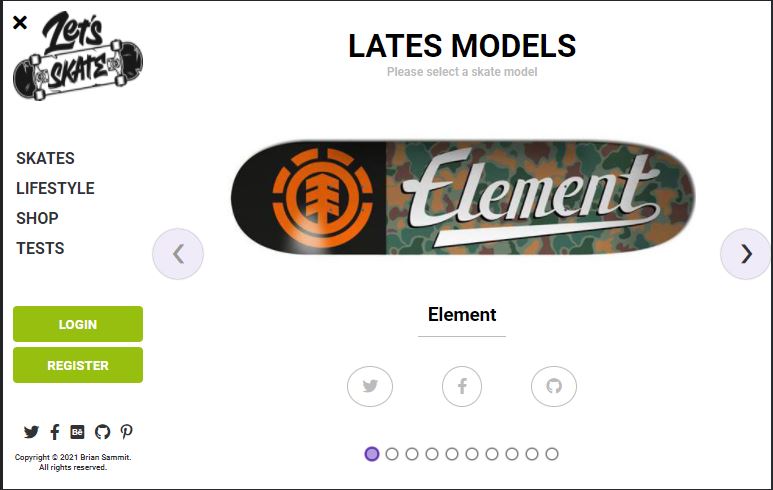 Let's
SKATE
SKATES
LIFESTYLE
SHOP
TESTS
LOGIN
REGISTER
Bē
Copyright © 2021 Brian Sammit.
All rights reserved.
LATES MODELS
Please select a skate model
Element
Element